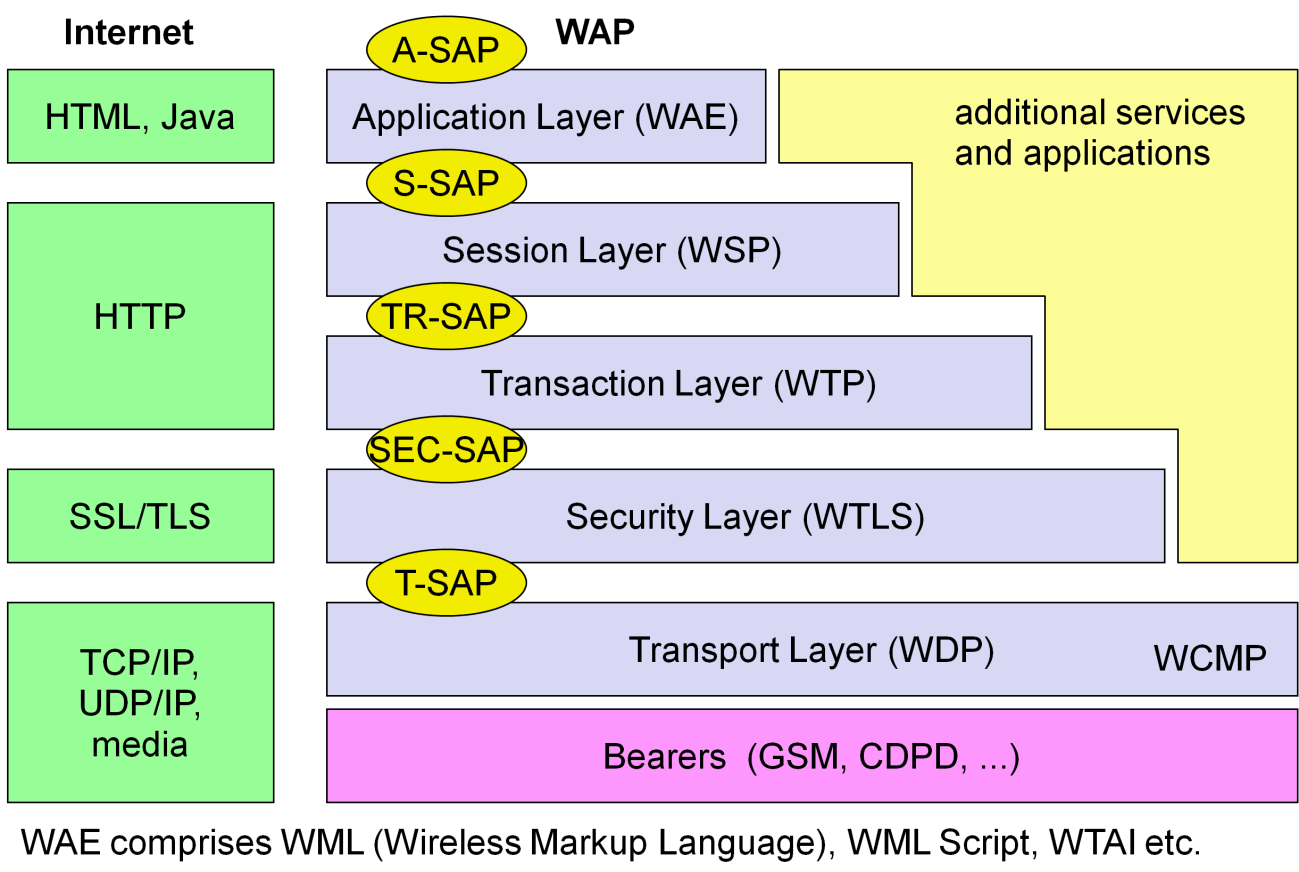 Internet
WAP
A-SAP
HTML, Java
Application Layer (WAE)
additional services
and applications
S-SAP
HTTP
Session Layer (WSP)
TR-SAP
Transaction Layer (WTP)
SEC-SAP
SSL/TLS
Security Layer (WTLS)
T-SAP
TCP/IP,
UDP/IP,
media
Transport Layer (WDP)
WCMP
Bearers (GSM, CDPD, ...)
WAE comprises WML (Wireless Markup Language), WML Script, WTAI etc.